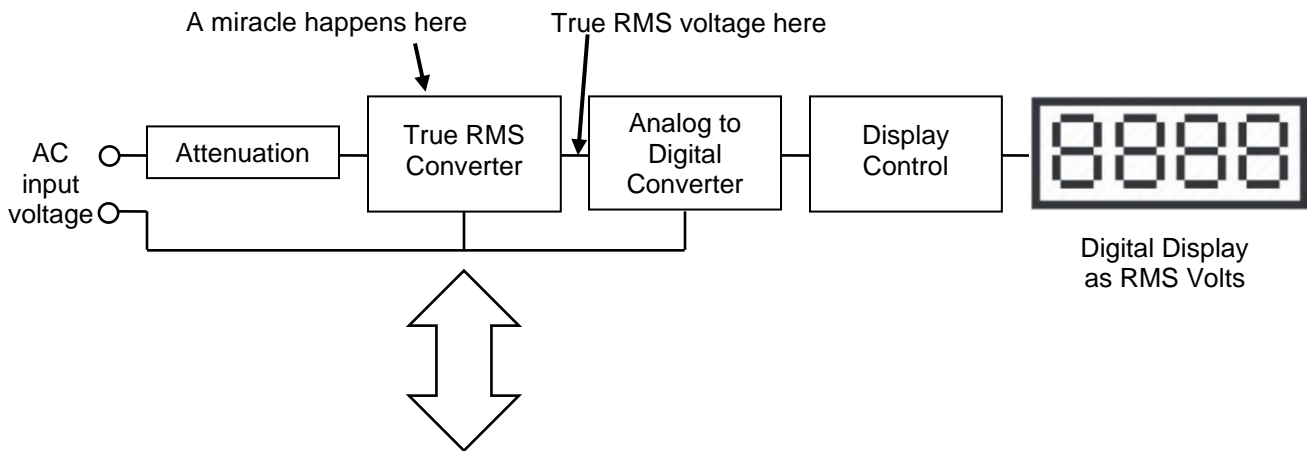 A miracle happens here
True RMS voltage here
AC
input
voltage
Attenuation
True RMS
Converter
Analog to
Digital
Converter
Display
Control
8888
Digital Display
as RMS Volts